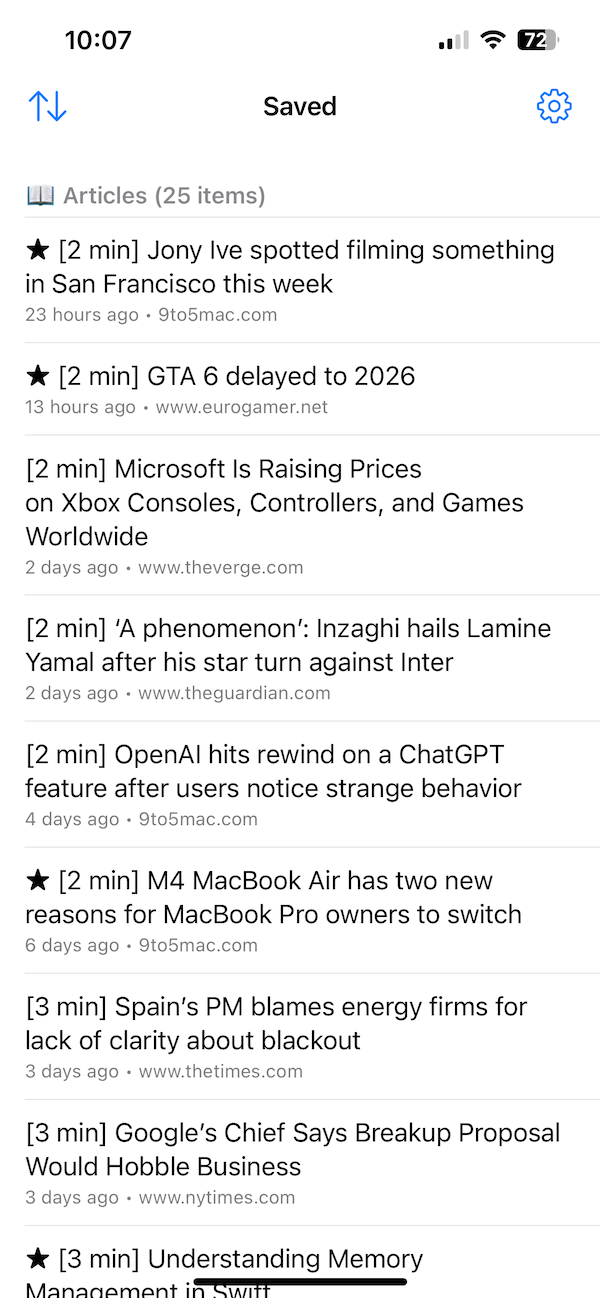 10:07
72
Saved
Articles (25 items)
★ [2 min] Jony Ive spotted filming something
in San Francisco this week
23 hours ago • 9to5mac.com
★ [2 min] GTA 6 delayed to 2026
13 hours ago • www.eurogamer.net
[2 min] Microsoft Is Raising Prices
on Xbox Consoles, Controllers, and Games
Worldwide
2 days ago • www.theverge.com
[2 min] ‘A phenomenon’: Inzaghi hails Lamine
Yamal after his star turn against Inter
2 days ago • www.theguardian.com
[2 min] OpenAI hits rewind on a ChatGPT
feature after users notice strange behavior
4 days ago • 9to5mac.com
★ [2 min] M4 MacBook Air has two new
reasons for MacBook Pro owners to switch
6 days ago • 9to5mac.com
[3 min] Spain’s PM blames energy firms for
lack of clarity about blackout
3 days ago • www.thetimes.com
[3 min] Google’s Chief Says Breakup Proposal
Would Hobble Business
3 days ago • www.nytimes.com
★ [3 min] Understanding Memory
Management in Swift